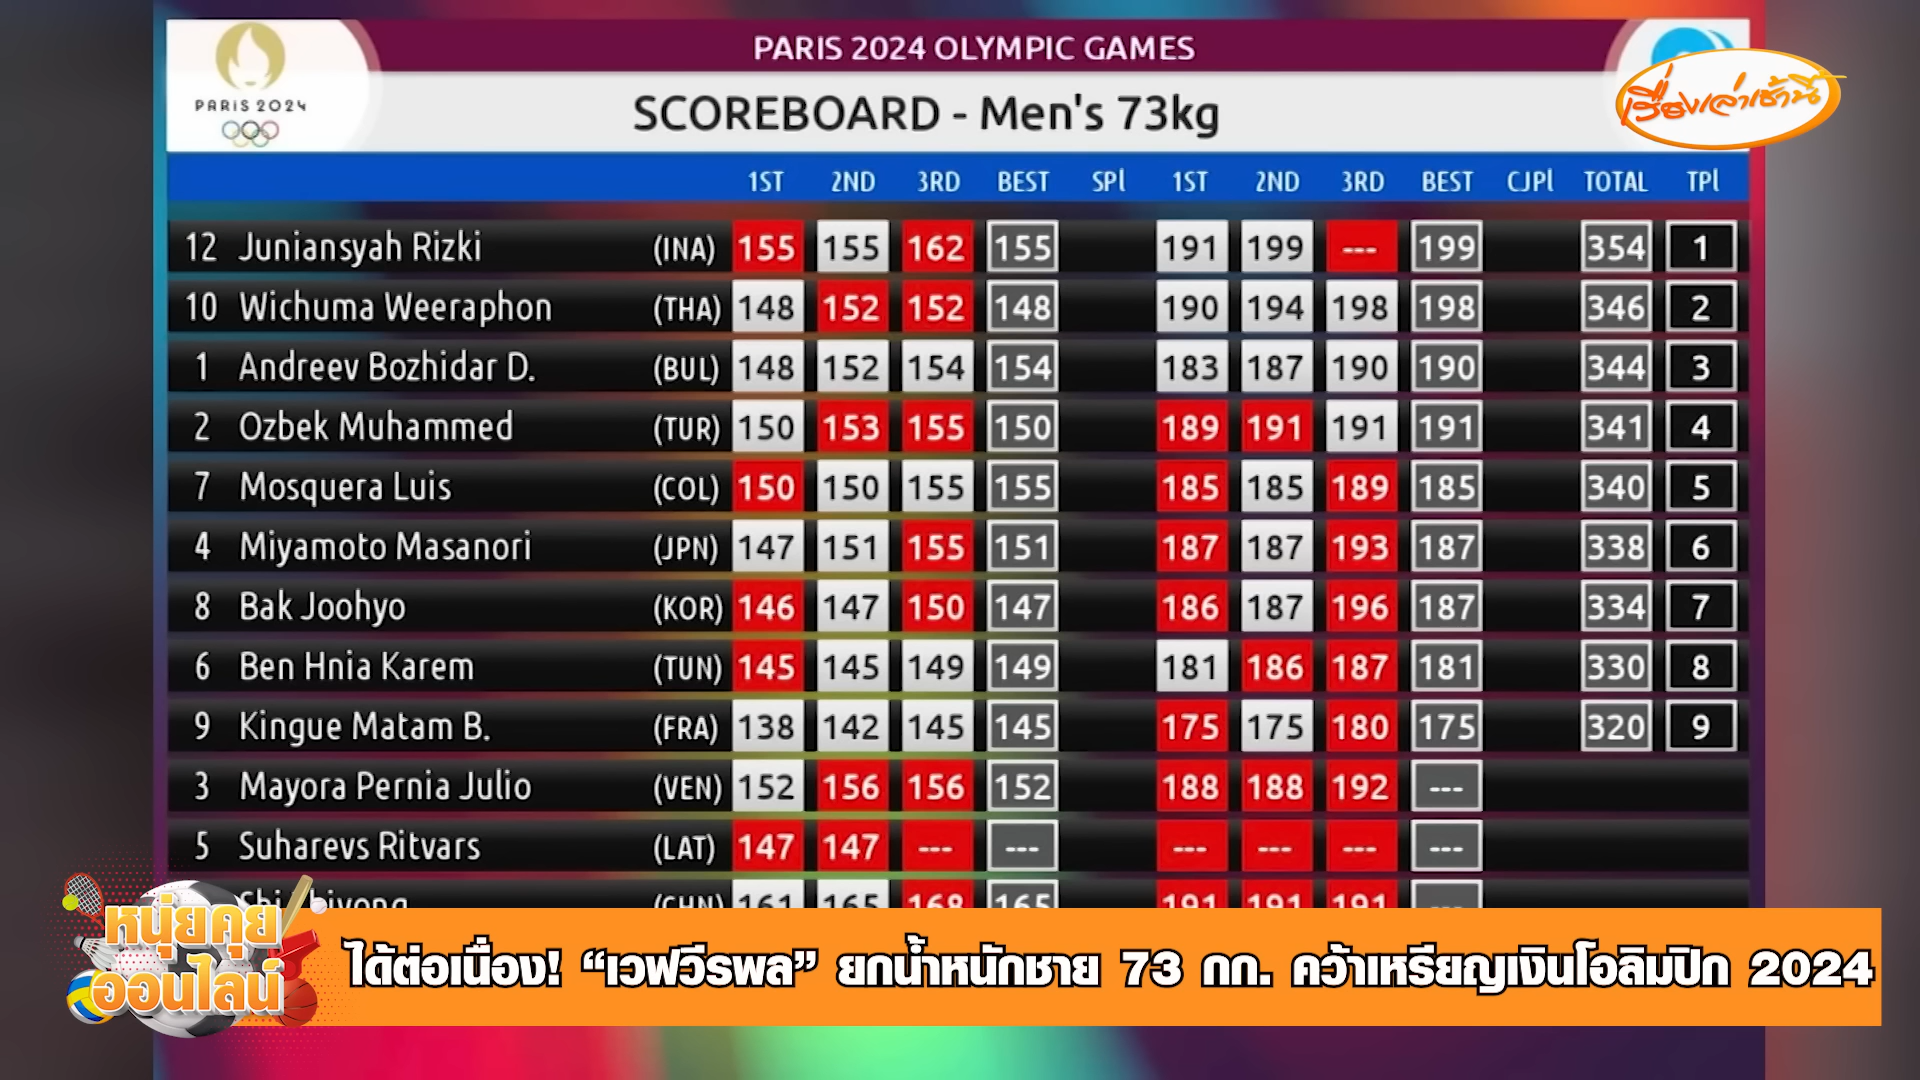 PARIS 2024 OLYMPIC GAMES
PARIS 2024
เรื่องเล่าเช้านี้
SCOREBOARD - Men's 73kg
1ST 2ND 3RD BEST SPl 1ST 2ND 3RD BEST CJPl TOTAL TPl
12 Juniansyah Rizki (INA) 155 155 162 155 191 199 --- 199 354 1
10 Wichuma Weeraphon (THA) 148 152 152 148 190 194 198 198 346 2
1 Andreev Bozhidar D. (BUL) 148 152 154 154 183 187 190 190 344 3
2 Ozbek Muhammed (TUR) 150 153 155 150 189 191 191 191 341 4
7 Mosquera Luis (COL) 150 150 155 155 185 185 189 185 340 5
4 Miyamoto Masanori (JPN) 147 151 155 151 187 187 193 187 338 6
8 Bak Joohyo (KOR) 146 147 150 147 186 187 196 187 334 7
6 Ben Hnia Karem (TUN) 145 145 149 149 181 186 187 181 330 8
9 Kingue Matam B. (FRA) 138 142 145 145 175 175 180 175 320 9
3 Mayora Pernia Julio (VEN) 152 156 156 152 188 188 192 ---
5 Suharevs Ritvars (LAT) 147 147 --- --- --- --- --- ---
(CHN) 161 165 168 165 191 191 191 ---
หนุ่ยคุย
ออนไลน์
ได้ต่อเนื่อง! “เวฟวีรพล” ยกน้ำหนักชาย 73 กก. คว้าเหรียญเงินโอลิมปิก 2024